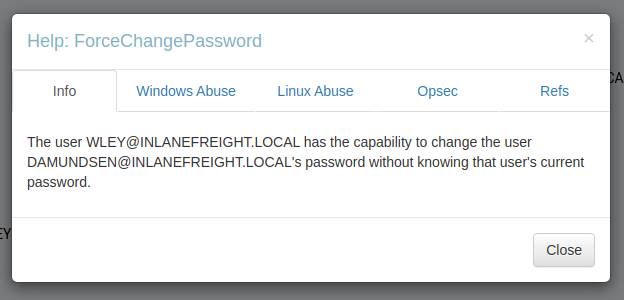 Help: ForceChangePassword
×
Info Windows Abuse Linux Abuse Opsec Refs
CA
The user WLEY@INLANEFREIGHT.LOCAL has the capability to change the user
DAMUNDSEN@INLANEFREIGHT.LOCAL's password without knowing that user's current
password.
EY
Close